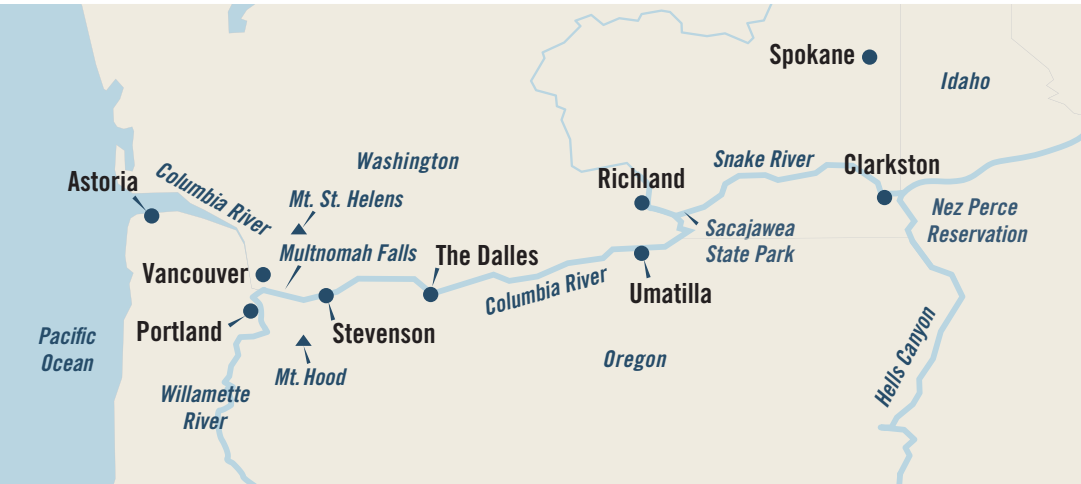 Spokane
Idaho
Washington
Snake River
Clarkston
Astoria
Columbia River
Richland
Mt. St. Helens
Nez Perce
Reservation
Sacajawea
State Park
Multnomah Falls
The Dalles
Vancouver
Columbia River
Umatilla
Portland
Stevenson
Pacific
Ocean
Oregon
Hells Canyon
Mt. Hood
Willamette
River